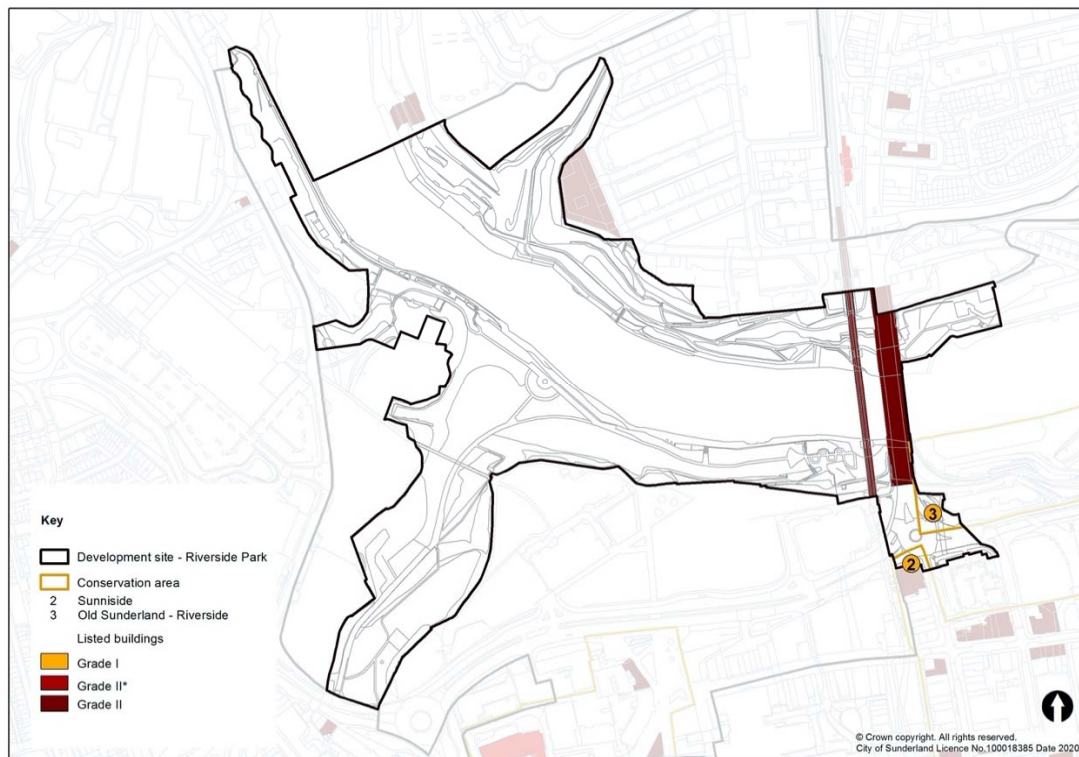 3
2
Key
Development site - Riverside Park
Conservation area
2 Sunniside
3 Old Sunderland - Riverside
Listed buildings
Grade I
Grade II*
Grade II
© Crown copyright. All rights reserved.
City of Sunderland Licence No.100018385 Date 2020